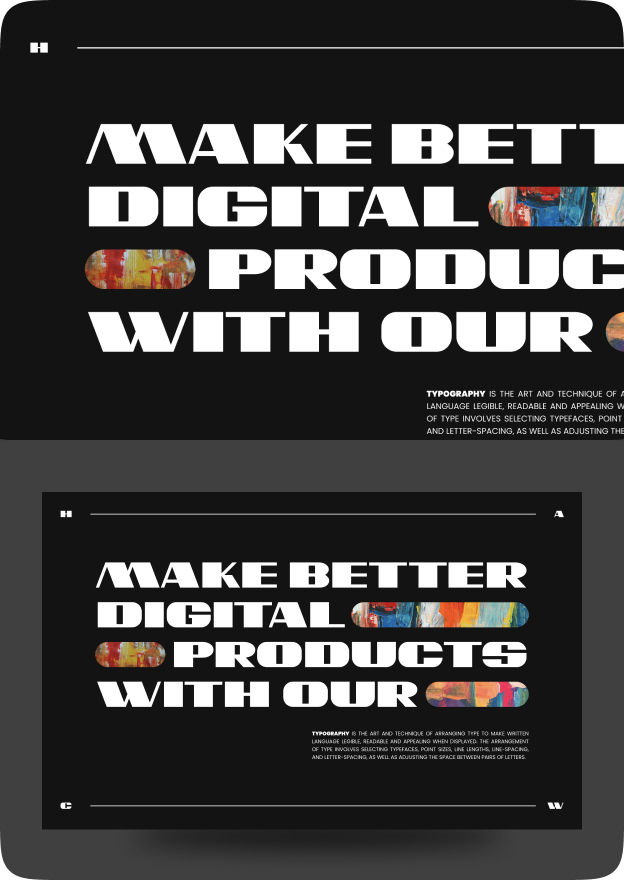 H
MAKE BETT
DIGITAL
PRODUC
WITH OUR
TYPOGRAPHY IS THE ART AND TECHNIQUE OF A
LANGUAGE LEGIBLE, READABLE AND APPEALING W
OF TYPE INVOLVES SELECTING TYPEFACES, POINT
AND LETTER-SPACING, AS WELL AS ADJUSTING THE
H A
MAKE BETTER
DIGITAL
PRODUCTS
WITH OUR
TYPOGRAPHY IS THE ART AND TECHNIQUE OF ARRANGING TYPE TO MAKE WRITTEN
LANGUAGE LEGIBLE, READABLE AND APPEALING WHEN DISPLAYED. THE ARRANGEMENT
OF TYPE INVOLVES SELECTING TYPEFACES, POINT SIZES, LINE LENGTHS, LINE-SPACING,
AND LETTER-SPACING, AS WELL AS ADJUSTING THE SPACE BETWEEN PAIRS OF LETTERS.
C W